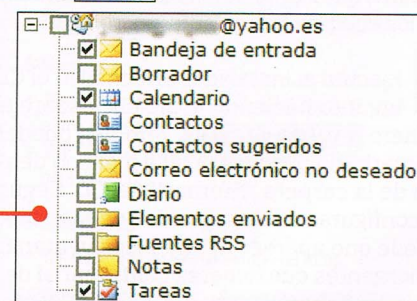 @yahoo.es
Bandeja de entrada
Borrador
Calendario
Contactos
Contactos sugeridos
Correo electrónico no deseado
Diario
Elementos enviados
Fuentes RSS
Notas
Tareas